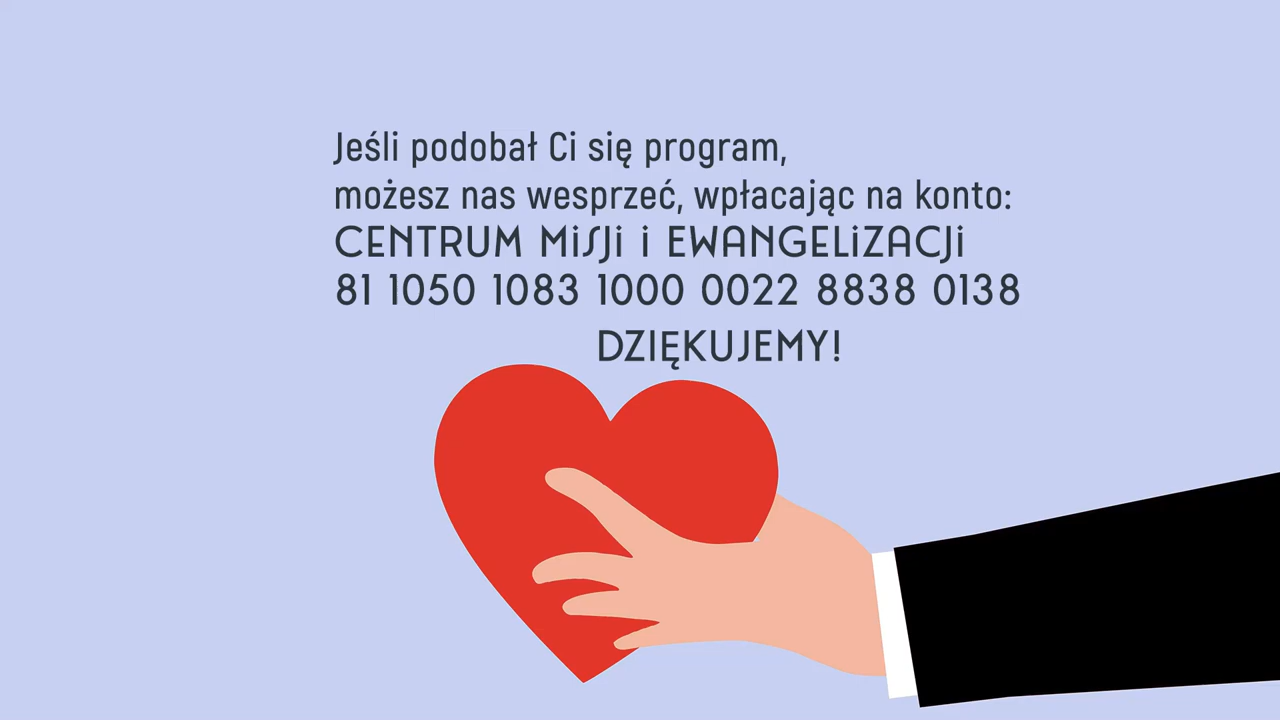 Jeśli podobał Ci się program,
możesz nas wesprzeć, wpłacając na konto:
CENTRUM MiSJi i EWANGELiZACJi
81 1050 1083 1000 0022 8838 0138
DZIĘKUJEMY!